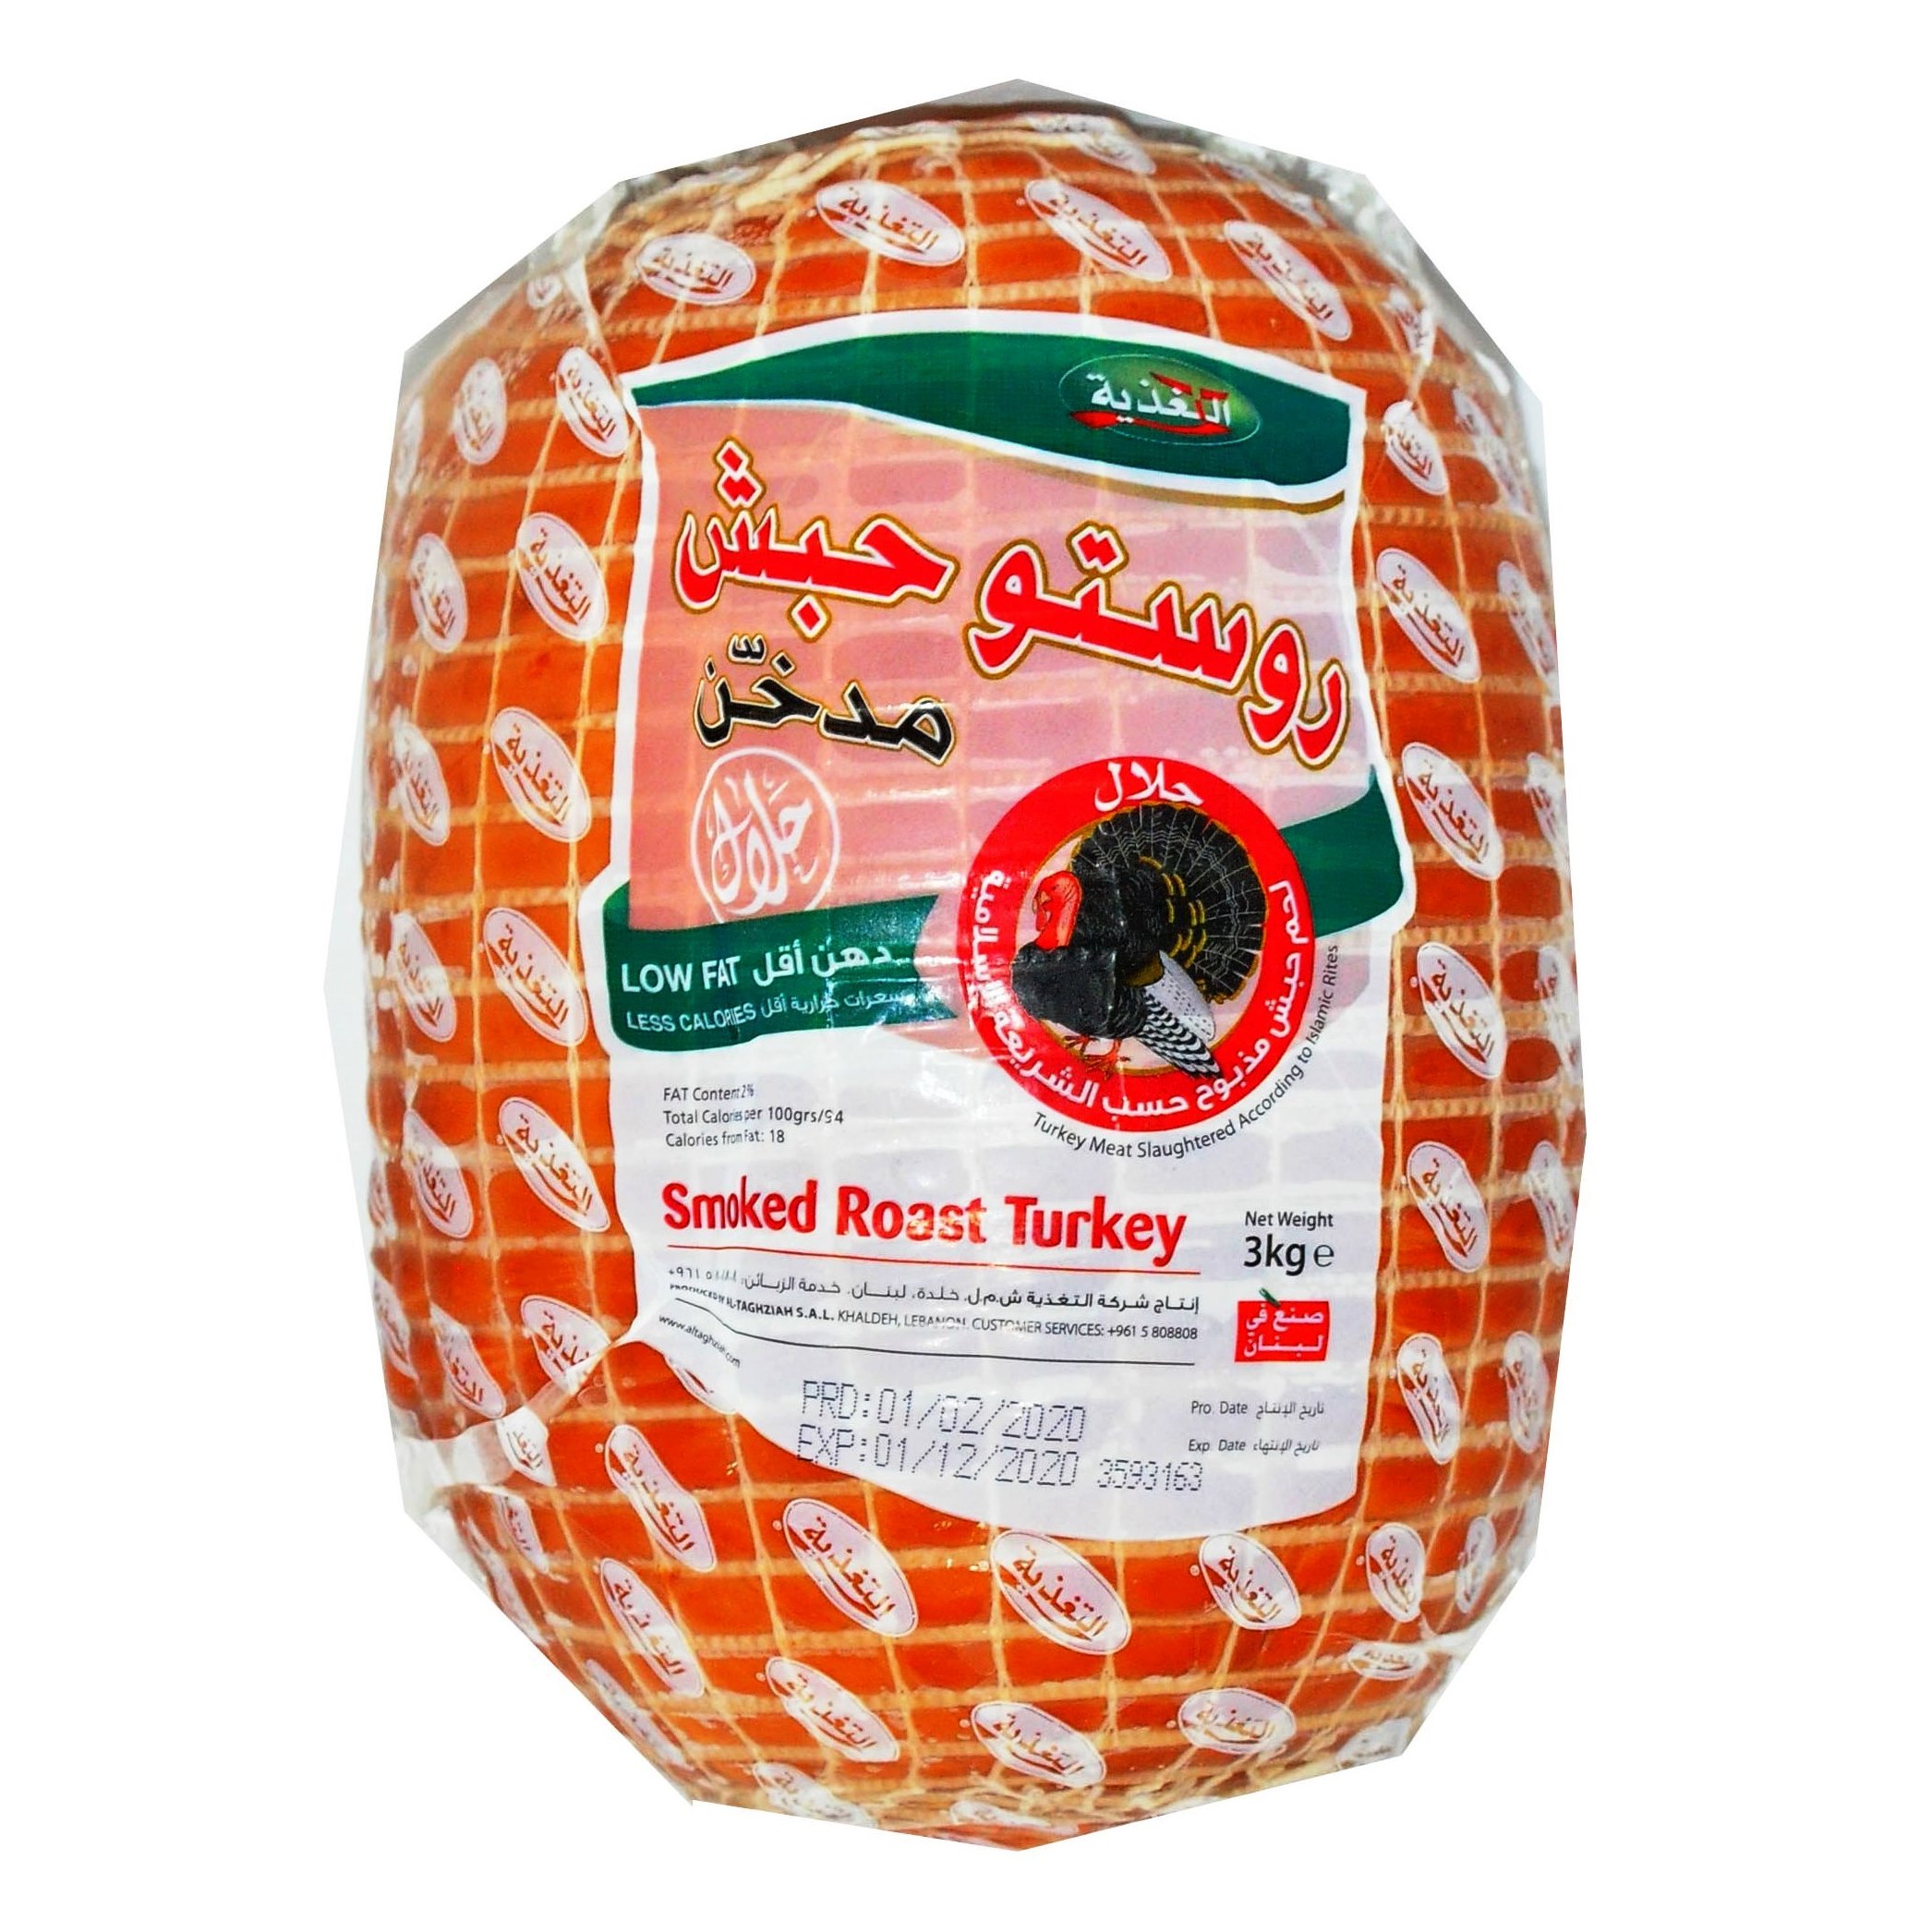 التغذية
روستو حبش
مدخّن
حلال
حلال
لحم حبش مذبوح حسب الشريعة الإسلامية
Turkey Meat Slaughtered According to Islamic Rites
LOW FAT دهن أقل
LESS CALORIES سعرات حرارية أقل
FAT Content 2%
Total Calories per 100grs/94
Calories from Fat: 18
Smoked Roast Turkey
Net Weight
3kg e
إنتاج شركة التغذية ش.م.ل. خلدة، لبنان. خدمة الزبائن:
PRODUCED BY AL-TAGHZIAH S.A.L. KHALDEH, LEBANON. CUSTOMER SERVICES: +961 5 808808
www.altaghziah.com
صنع في
لبنان
PRD:01/02/2020
Pro. Date تاريخ الإنتاج
EXP:01/12/2020 3593163
Exp. Date تاريخ الإنتهاء